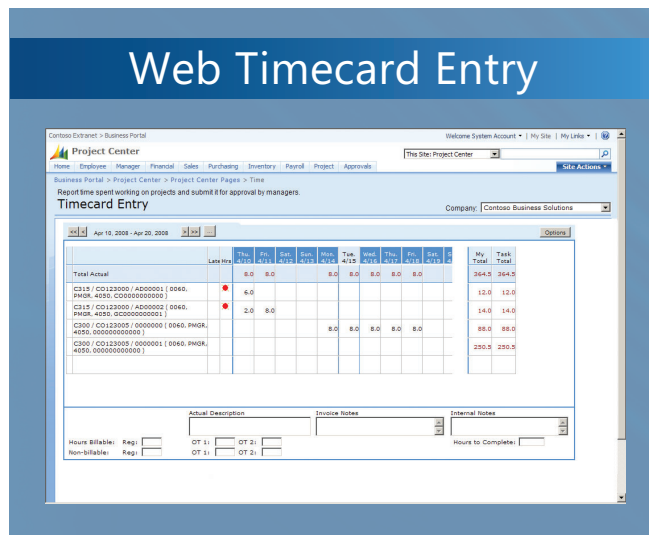 Web Timecard Entry
Contoso Extranet > Business Portal
Welcome System Account | My Site | My Links
Project Center
This Site: Project Center
Home Employee Manager Financial Sales Purchasing Inventory Payroll Project Approvals Site Actions
Business Portal > Project Center > Project Center Pages > Time
Report time spent working on projects and submit it for approval by managers.
Timecard Entry
Company: Contoso Business Solutions
<< < Apr 10, 2008 - Apr 20, 2008 > >> ... Options
Thu. Fri. Sat. Sun. Mon. Tue. Wed. Thu. Fri. Sat. S My Task
Late Hrs 4/10 4/11 4/12 4/13 4/14 4/15 4/16 4/17 4/18 4/19 4 Total Total
Total Actual 8.0 8.0 8.0 8.0 8.0 8.0 8.0 364.5 364.5
C315 / CO123000 / AD00001 ( 0060,
PMGR, 4050, CO0000000000 ) 6.0 12.0 12.0
C315 / CO123000 / AD00002 ( 0060,
PMGR, 4050, GC0000000001 ) 2.0 8.0 14.0 14.0
C300 / CO123005 / 0000000 ( 0060, PMGR,
4050, 000000000000 ) 8.0 8.0 8.0 8.0 8.0 88.0 88.0
C300 / CO123005 / 0000001 ( 0060, PMGR,
4050, 000000000000 ) 250.5 250.5
Actual Description Invoice Notes Internal Notes
Hours Billable: Reg: OT 1: OT 2: Hours to Complete:
Non-billable: Reg: OT 1: OT 2: